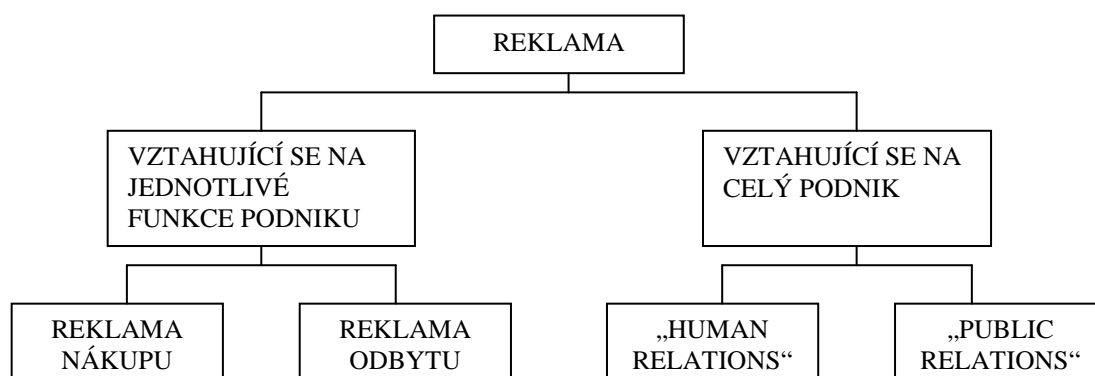 REKLAMA
VZTAHUJÍCÍ SE NA
JEDNOTLIVÉ
FUNKCE PODNIKU
VZTAHUJÍCÍ SE NA
CELÝ PODNIK
REKLAMA
NÁKUPU
REKLAMA
ODBYTU
„HUMAN
RELATIONS“
„PUBLIC
RELATIONS“